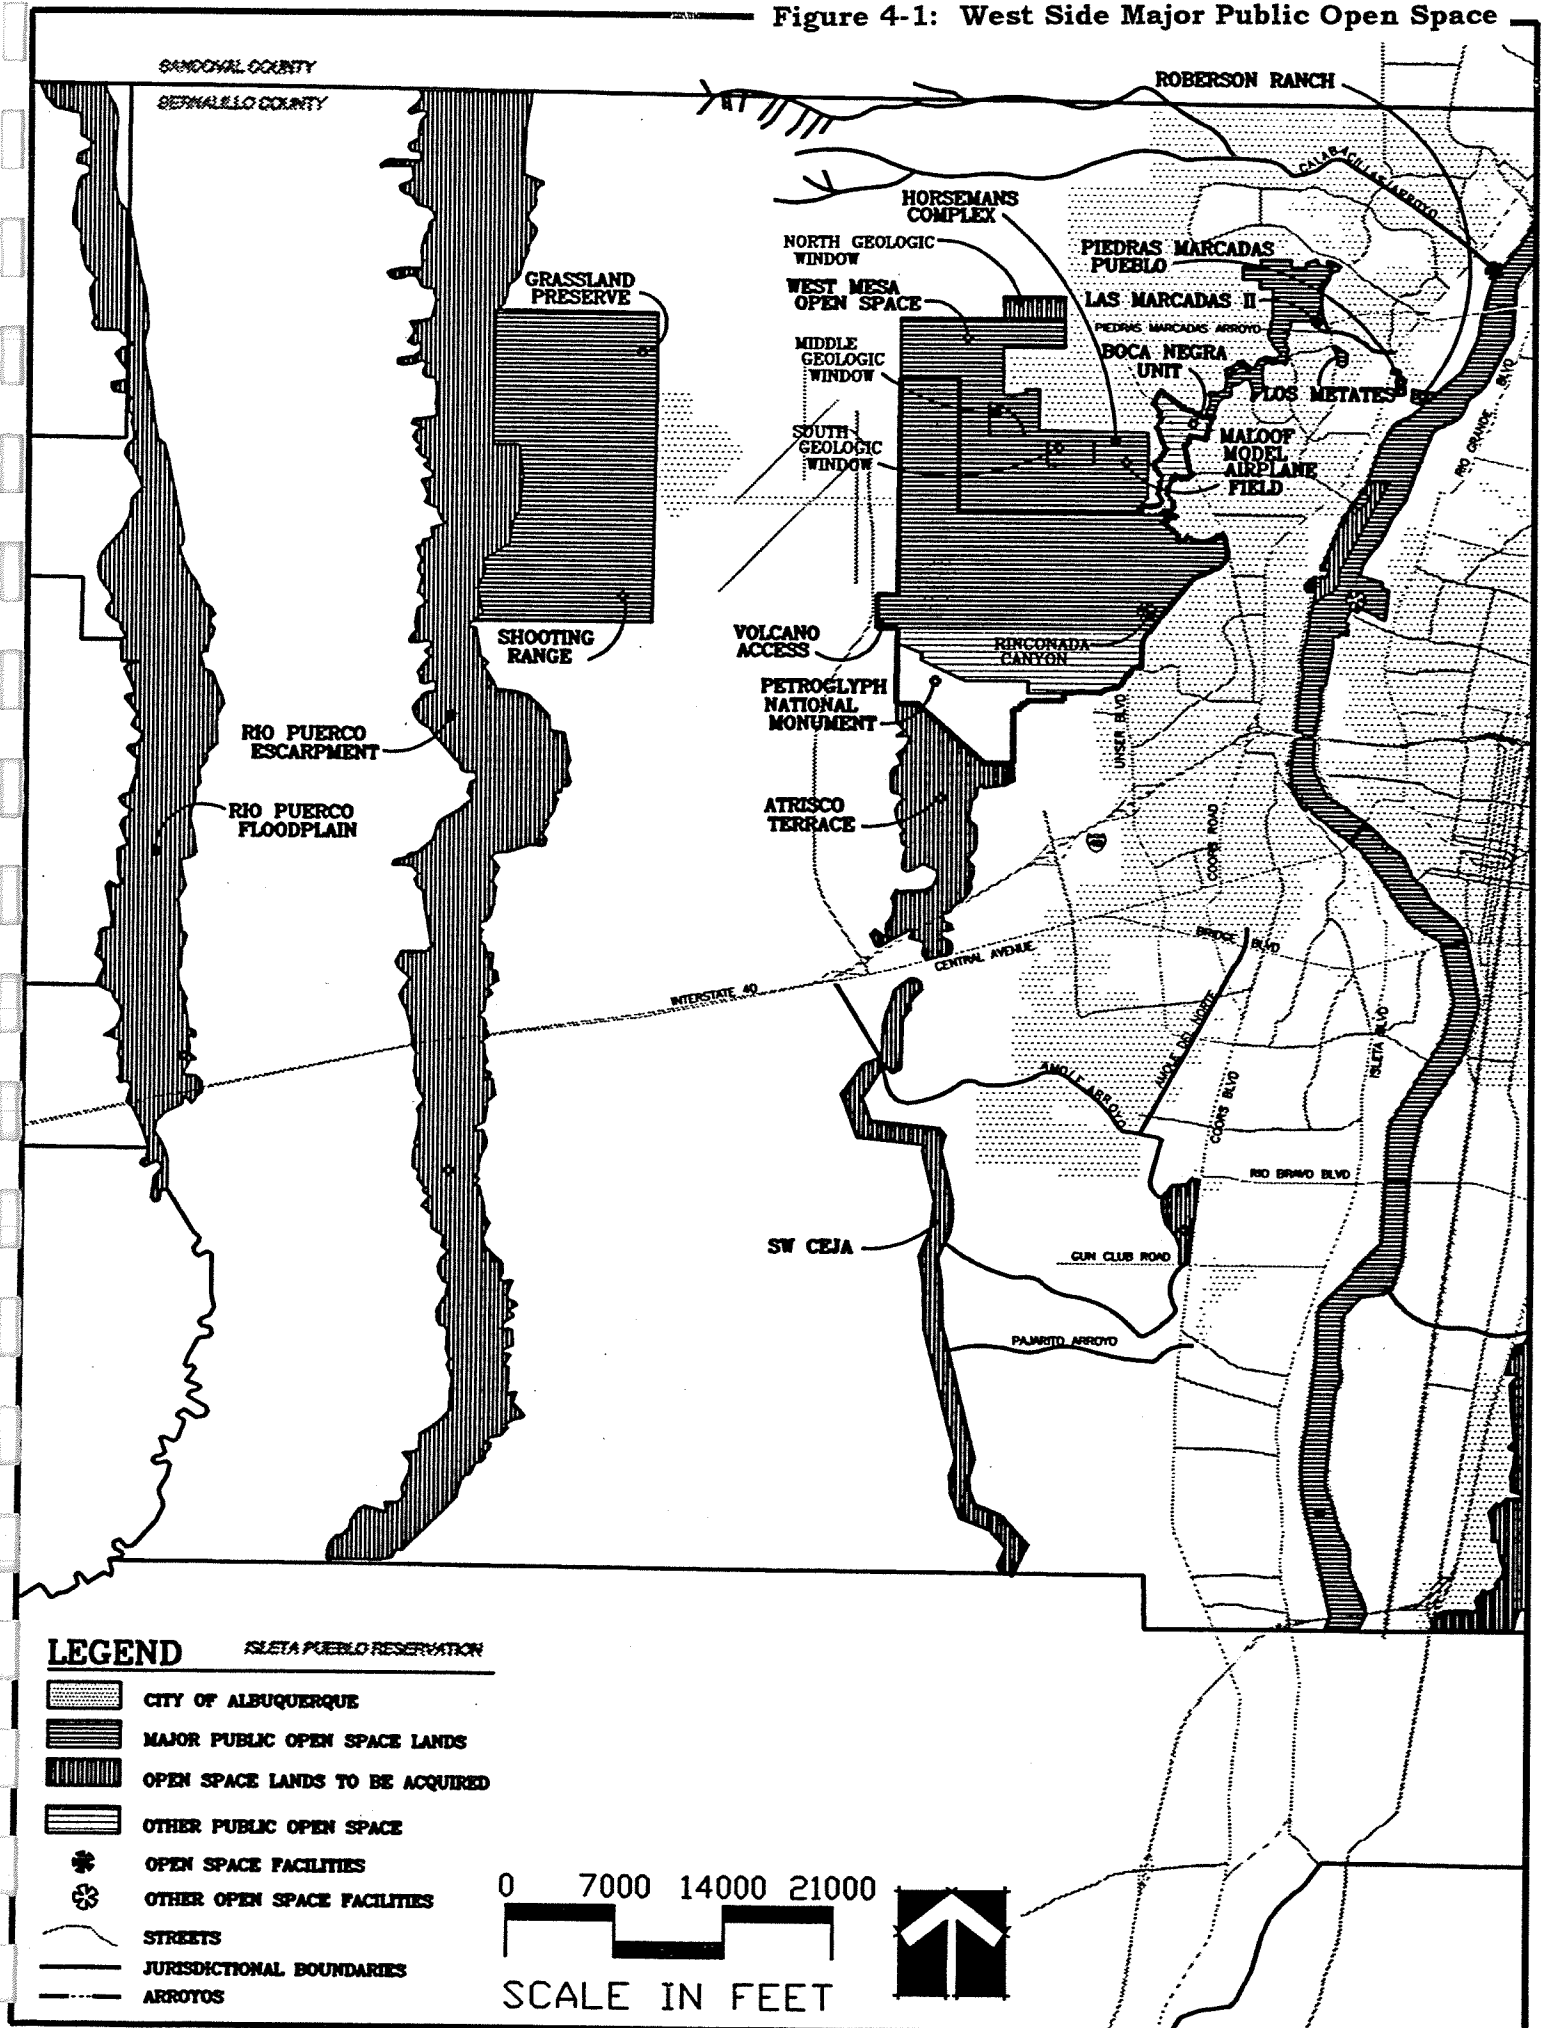 Figure 4-1: West Side Major Public Open Space
SANDOVAL COUNTY
BERNALILLO COUNTY
ROBERSON RANCH
CALABACILLAS ARROYO
HORSEMANS
COMPLEX
NORTH GEOLOGIC
WINDOW
PIEDRAS MARCADAS
PUEBLO
GRASSLAND
PRESERVE
WEST MESA
OPEN SPACE
LAS MARCADAS II
PIEDRAS MARCADAS ARROYO
MIDDLE
GEOLOGIC
WINDOW
BOCA NEGRA
UNIT
LOS METATES
BLVD
RIO GRANDE
SOUTH
GEOLOGIC
WINDOW
MALOOF
MODEL
AIRPLANE
FIELD
SHOOTING
RANGE
VOLCANO
ACCESS
RINCONADA
CANYON
PETROGLYPH
NATIONAL
MONUMENT
UNSER BLVD
RIO PUERCO
ESCARPMENT
RIO PUERCO
FLOODPLAIN
ATRISCO
TERRACE
COORS ROAD
BRIDGE BLVD
CENTRAL AVENUE
INTERSTATE 40
AMOLE DEL NORTE
ISLETA BLVD
AMOLE ARROYO
COORS BLVD
RIO BRAVO BLVD
SW CEJA
GUN CLUB ROAD
PAJARITO ARROYO
LEGEND
ISLETA PUEBLO RESERVATION
CITY OF ALBUQUERQUE
MAJOR PUBLIC OPEN SPACE LANDS
OPEN SPACE LANDS TO BE ACQUIRED
OTHER PUBLIC OPEN SPACE
OPEN SPACE FACILITIES
OTHER OPEN SPACE FACILITIES
STREETS
JURISDICTIONAL BOUNDARIES
ARROYOS
0 7000 14000 21000
SCALE IN FEET